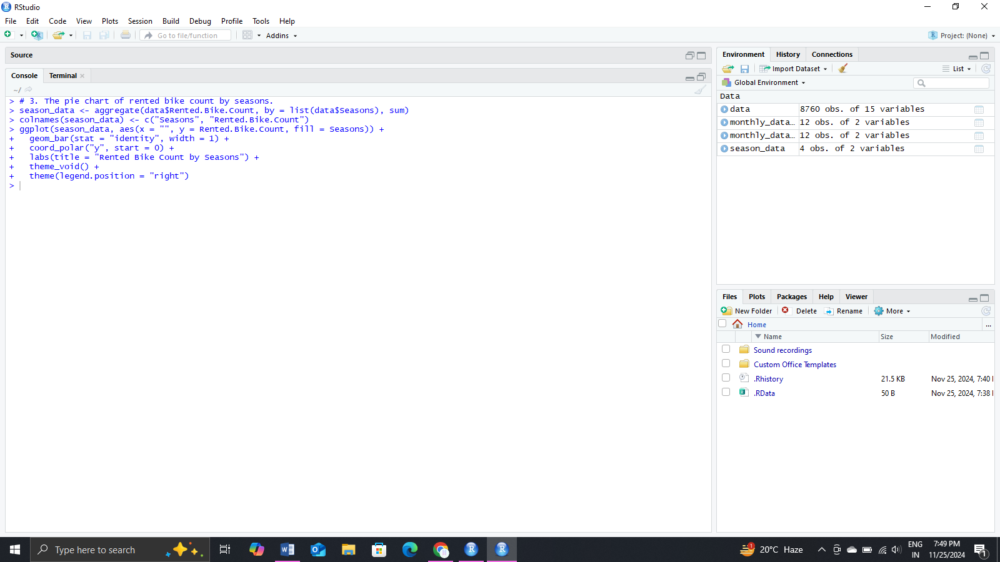 RStudio
File Edit Code View Plots Session Build Debug Profile Tools Help
Go to file/function Addins Project: (None)
Source
Console Terminal
~/
> # 3. The pie chart of rented bike count by seasons.
> season_data <- aggregate(data$Rented.Bike.Count, by = list(data$Seasons), sum)
> colnames(season_data) <- c("Seasons", "Rented.Bike.Count")
> ggplot(season_data, aes(x = "", y = Rented.Bike.Count, fill = Seasons)) +
+   geom_bar(stat = "identity", width = 1) +
+   coord_polar("y", start = 0) +
+   labs(title = "Rented Bike Count by Seasons") +
+   theme_void() +
+   theme(legend.position = "right")
>
Environment History Connections
Import Dataset List
Global Environment
Data
data 8760 obs. of 15 variables
monthly_data… 12 obs. of 2 variables
monthly_data… 12 obs. of 2 variables
season_data 4 obs. of 2 variables
Files Plots Packages Help Viewer
New Folder Delete Rename More
Home ...
Name Size Modified
Sound recordings
Custom Office Templates
.Rhistory 21.5 KB Nov 25, 2024, 7:40
.RData 50 B Nov 25, 2024, 7:38
Type here to search
1
20°C Haze
ENG
IN
7:49 PM
11/25/2024
1